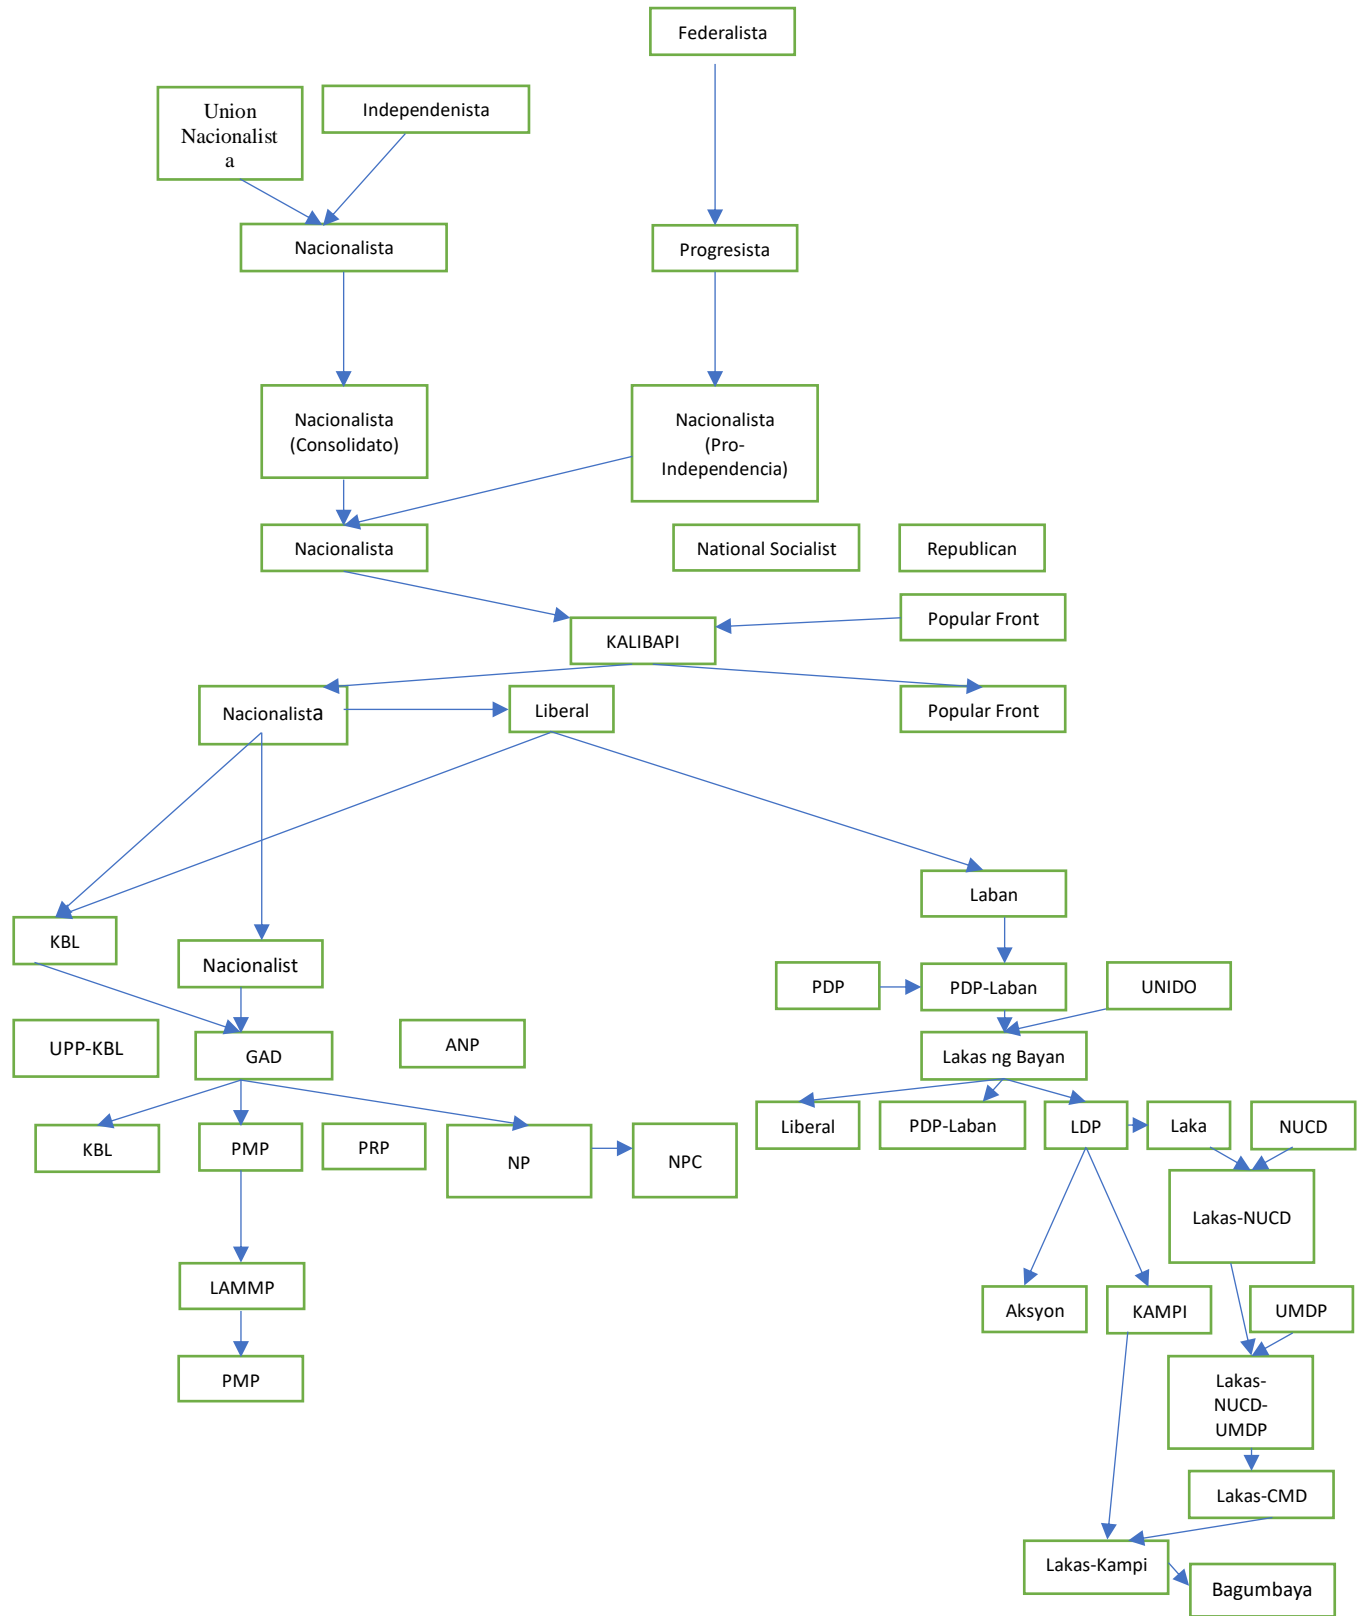 Federalista
Union
Nacionalist
a
Independenista
Nacionalista
Progresista
Nacionalista
(Consolidato)
Nacionalista
(Pro-
Independencia)
Nacionalista
National Socialist
Republican
Popular Front
KALIBAPI
Nacionalista
Liberal
Popular Front
Laban
KBL
Nacionalist
PDP
PDP-Laban
UNIDO
UPP-KBL
GAD
ANP
Lakas ng Bayan
Liberal
PDP-Laban
LDP
Laka
NUCD
KBL
PMP
PRP
NP
NPC
Lakas-NUCD
LAMMP
Aksyon
KAMPI
UMDP
PMP
Lakas-
NUCD-
UMDP
Lakas-CMD
Lakas-Kampi
Bagumbaya